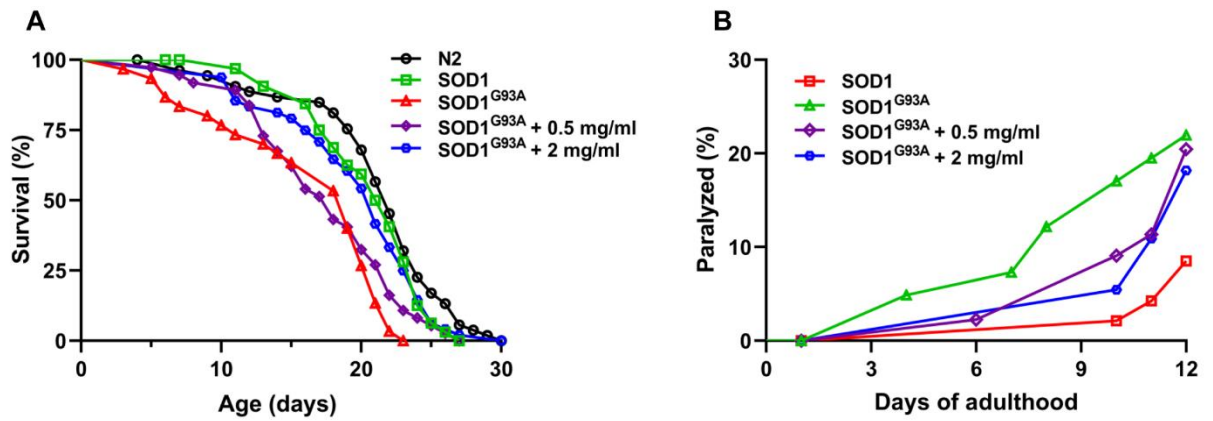 A
Survival (%)
100
75
50
25
0
0
10
20
30
Age (days)
N2
SOD1
SOD1G93A
SOD1G93A + 0.5 mg/ml
SOD1G93A + 2 mg/ml
B
Paralyzed (%)
30
20
10
0
0
3
6
9
12
Days of adulthood
SOD1
SOD1G93A
SOD1G93A + 0.5 mg/ml
SOD1G93A + 2 mg/ml